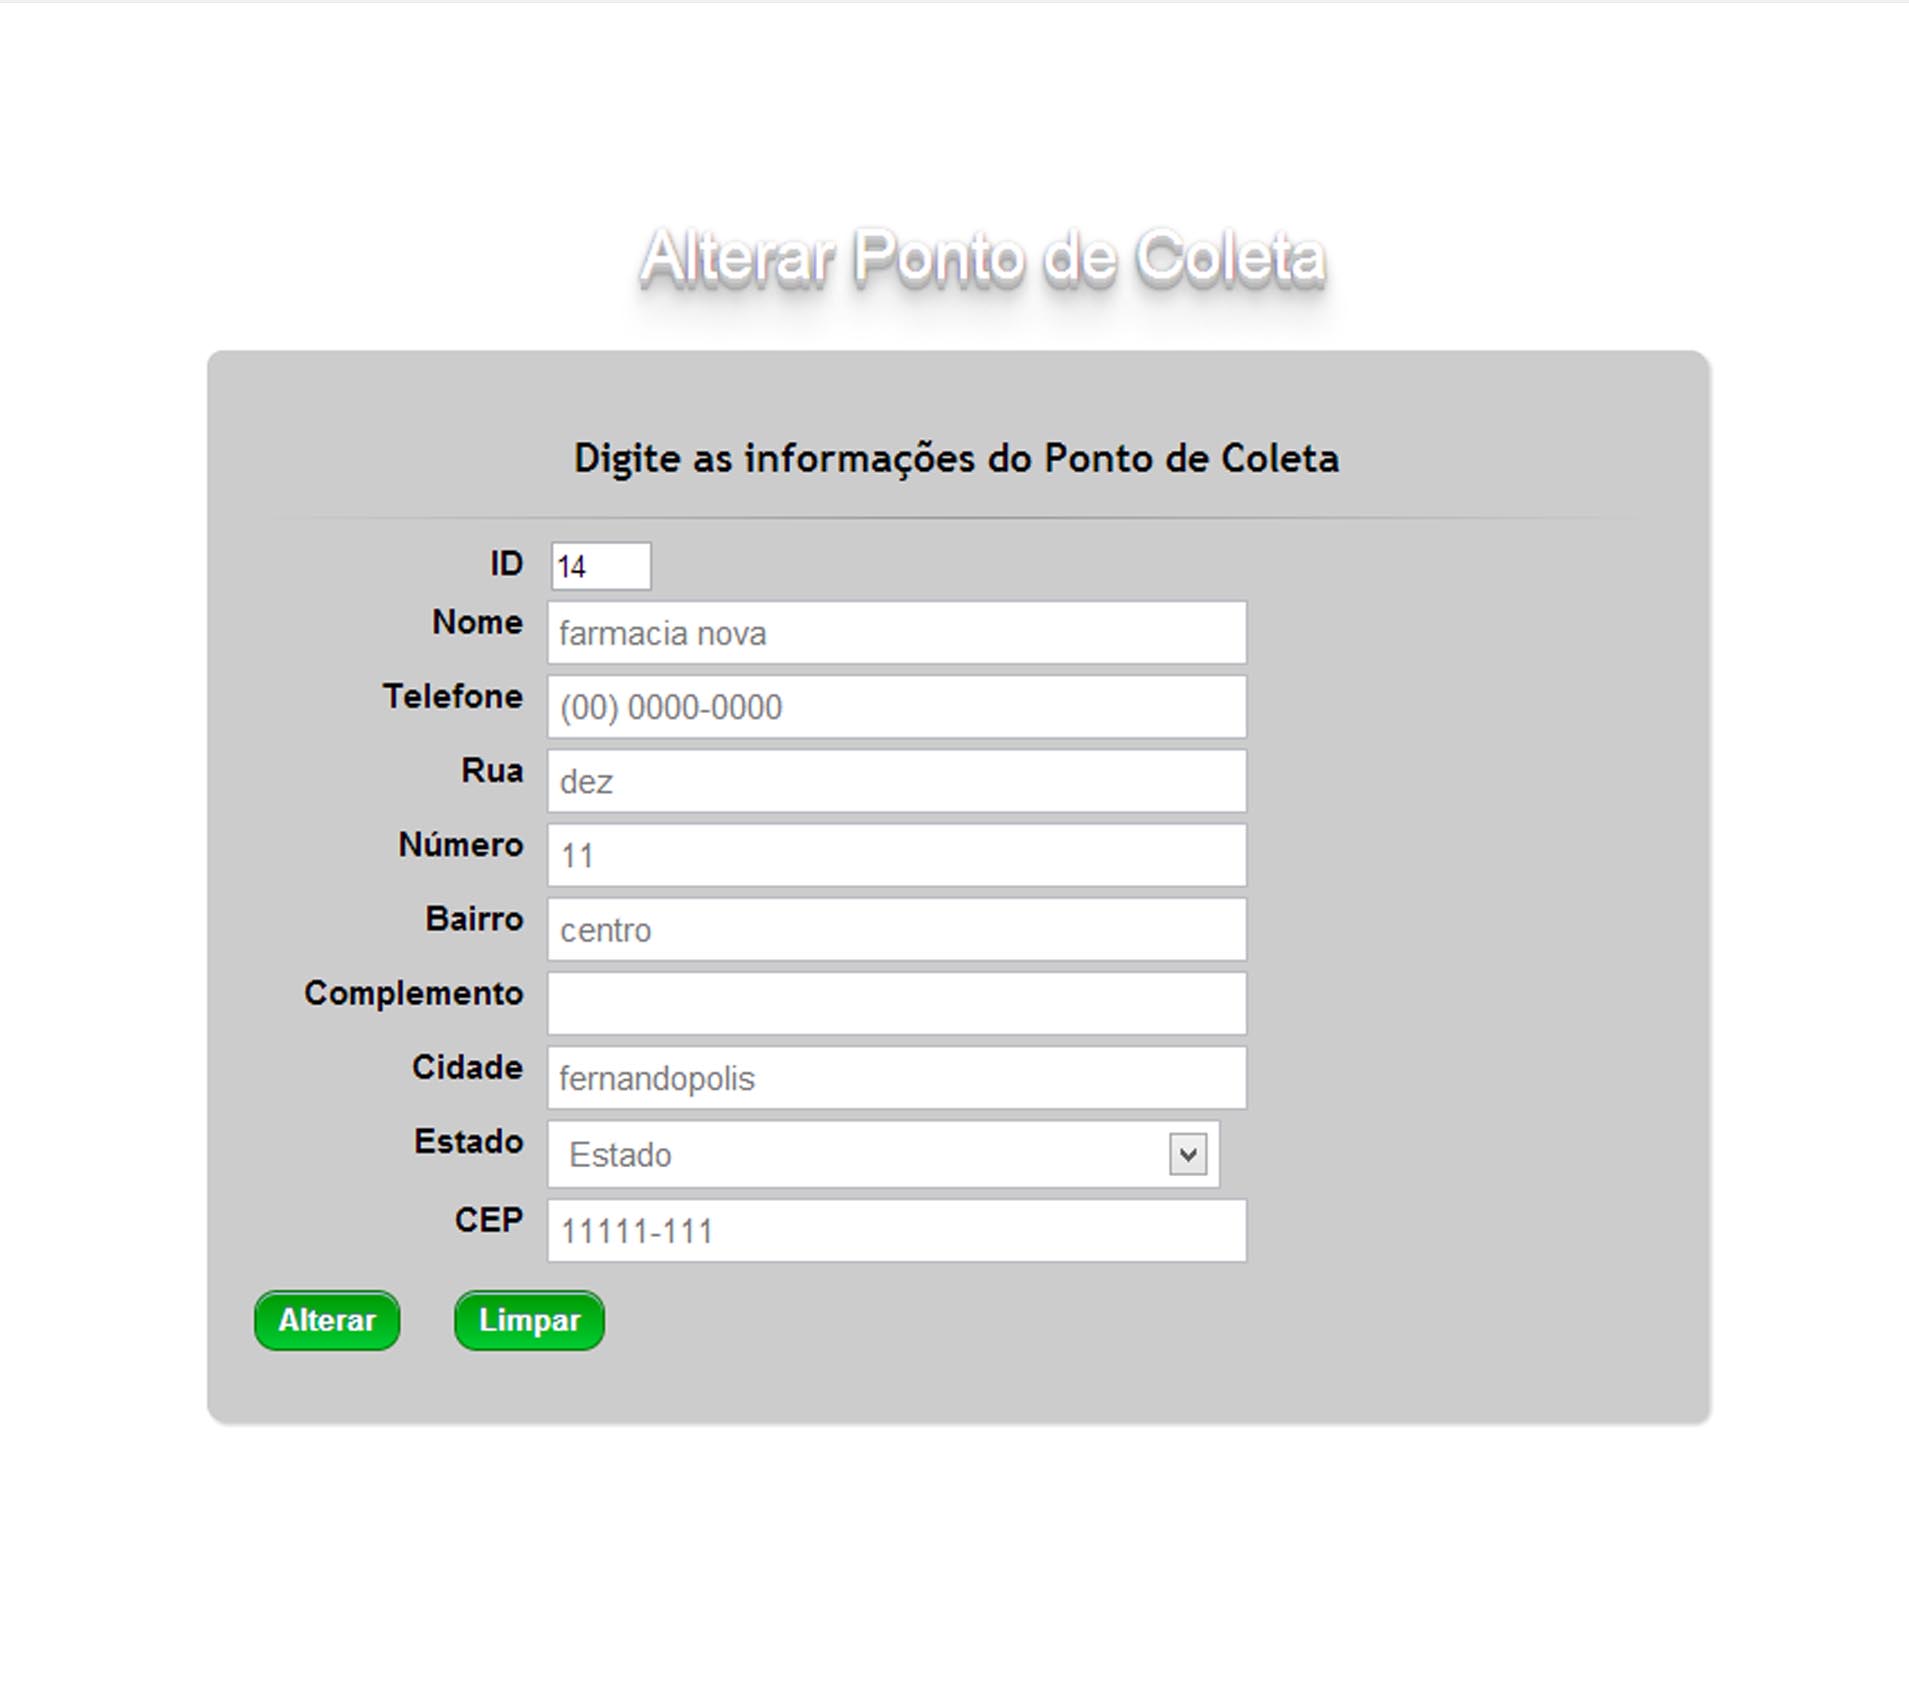 Alterar Ponto de Coleta
Digite as informações do Ponto de Coleta
ID 14
Nome farmacia nova
Telefone (00) 0000-0000
Rua dez
Número 11
Bairro centro
Complemento
Cidade fernandopolis
Estado Estado
CEP 11111-111
Alterar Limpar